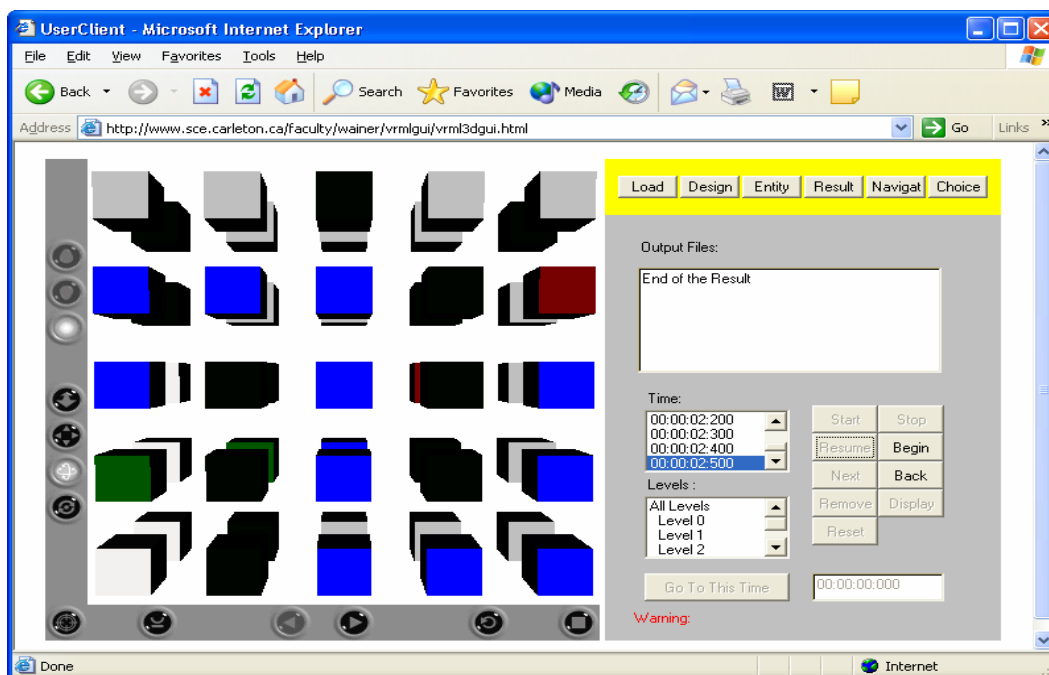 UserClient - Microsoft Internet Explorer
File Edit View Favorites Tools Help
Back Search Favorites Media W
Address http://www.sce.carleton.ca/faculty/wainer/vrmlgui/vrml3dgui.html Go Links »
Load Design Entity Result Navigat Choice
Output Files:
End of the Result
Time:
00:00:02:200
00:00:02:300
00:00:02:400
00:00:02:500
Start Stop
Resume Begin
Next Back
Remove Display
Reset
Levels :
All Levels
Level 0
Level 1
Level 2
Go To This Time 00:00:00:000
Warning:
Done Internet